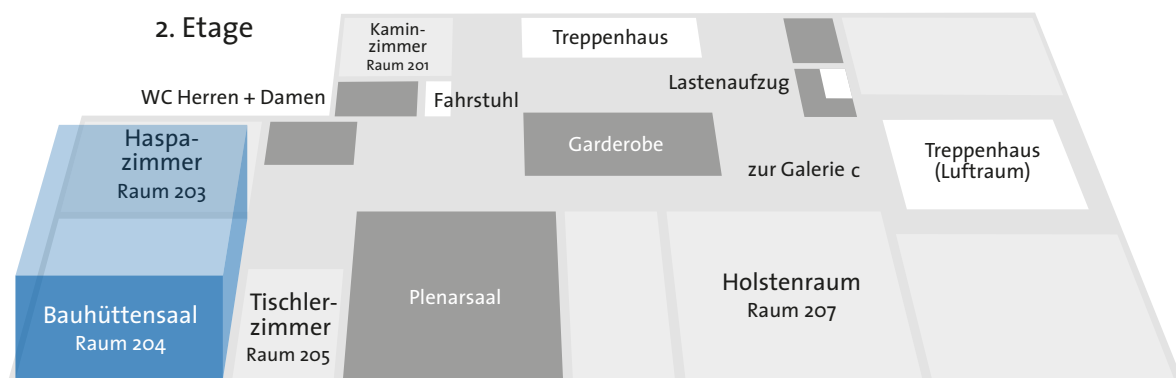 2. Etage
Kamin-
zimmer
Raum 201
Treppenhaus
WC Herren + Damen
Fahrstuhl
Lastenaufzug
Haspa-
zimmer
Raum 203
Garderobe
zur Galerie c
Treppenhaus
(Luftraum)
Bauhüttensaal
Raum 204
Tischler-
zimmer
Raum 205
Plenarsaal
Holstenraum
Raum 207